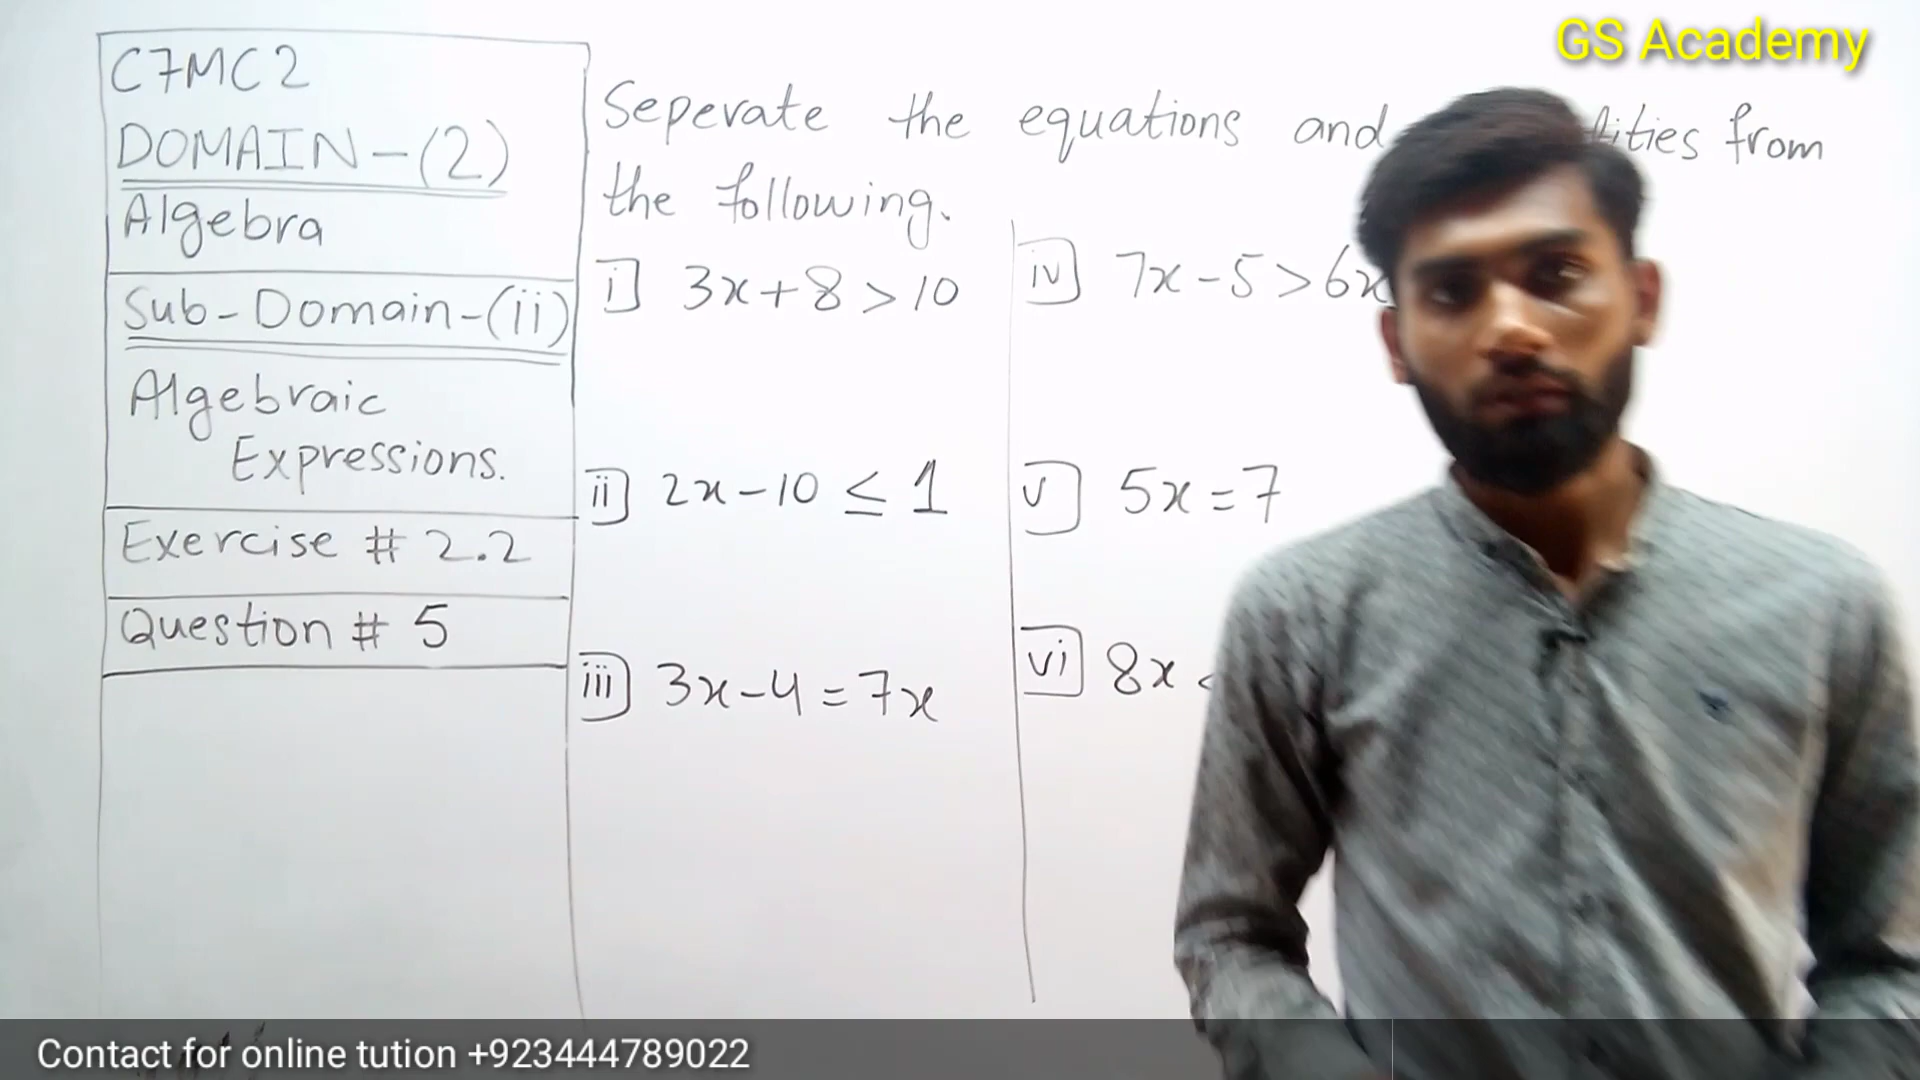 GS Academy
C7MC2
DOMAIN-(2)
Algebra
Sub-Domain-(ii)
Algebraic
Expressions.
Exercise # 2.2
Question # 5
Seperate the equations and from
the following.
i] 3x+8>10
ii] 2x-10≤1
iii] 3x-4=7x
iv] 7x-5>6x
v] 5x=7
vi] 8x <
Contact for online tution +923444789022